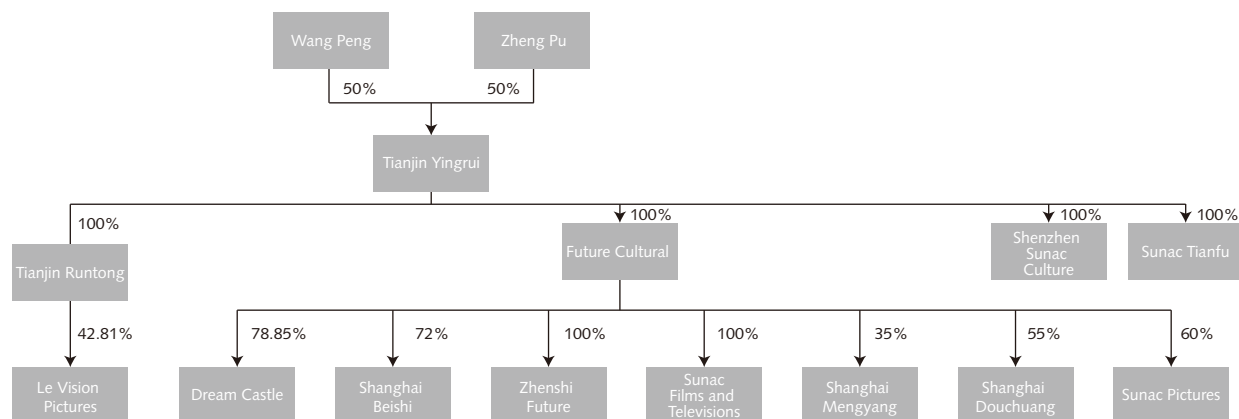 Wang Peng
Zheng Pu
50%
50%
Tianjin Yingrui
100%
100%
100%
100%
Tianjin Runtong
Future Cultural
Shenzhen
Sunac
Culture
Sunac Tianfu
42.81%
78.85%
72%
100%
100%
35%
55%
60%
Le Vision
Pictures
Dream Castle
Shanghai
Beishi
Zhenshi
Future
Sunac
Films and
Televisions
Shanghai
Mengyang
Shanghai
Douchuang
Sunac Pictures